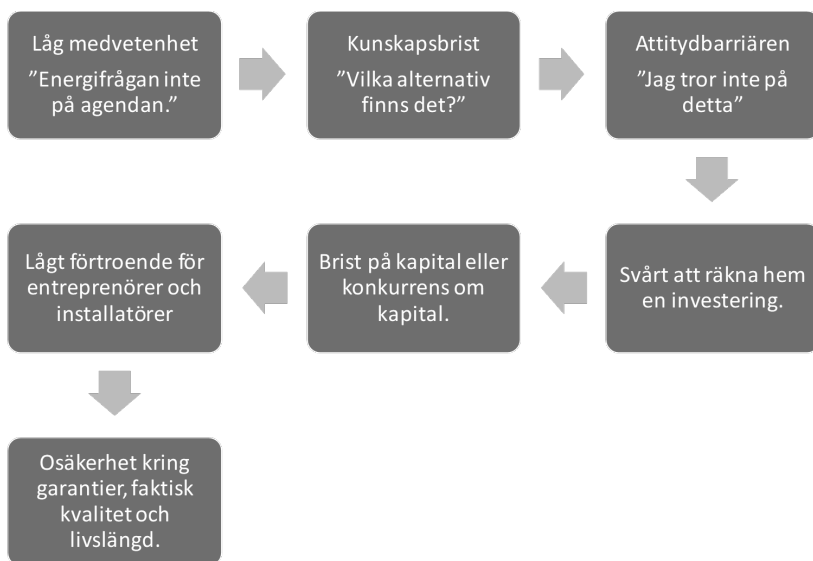 Låg medvetenhet
”Energifrågan inte
på agendan.”
Kunskapsbrist
”Vilka alternativ
finns det?”
Attitydbarriären
”Jag tror inte på
detta”
Svårt att räkna hem
en investering.
Brist på kapital eller
konkurrens om
kapital.
Lågt förtroende för
entreprenörer och
installatörer
Osäkerhet kring
garantier, faktisk
kvalitet och
livslängd.